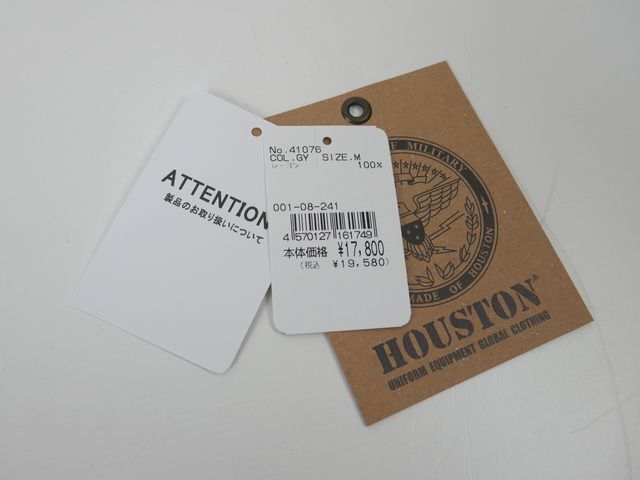 ATTENTION
製品のお取り扱いについて
No.41076
COL.GY SIZE.M
レーヨン 100%
001-08-241
4 570127 161749
本体価格 ¥17,800
(税込 ¥19,580)
OF MILITARY
MADE OF HOUSTON
HOUSTON®
UNIFORM EQUIPMENT GLOBAL CLOTHING